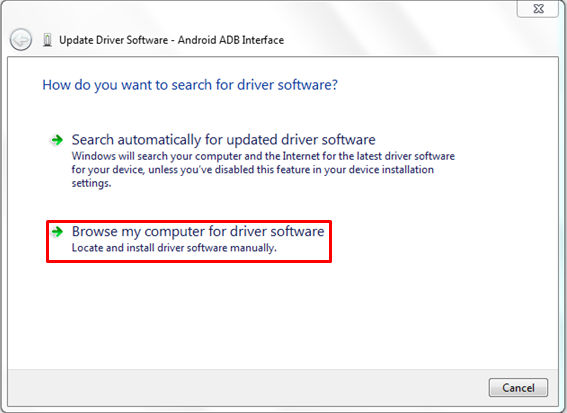 Update Driver Software - Android ADB Interface
How do you want to search for driver software?
Search automatically for updated driver software
Windows will search your computer and the Internet for the latest driver software
for your device, unless you've disabled this feature in your device installation
settings.
Browse my computer for driver software
Locate and install driver software manually.
Cancel